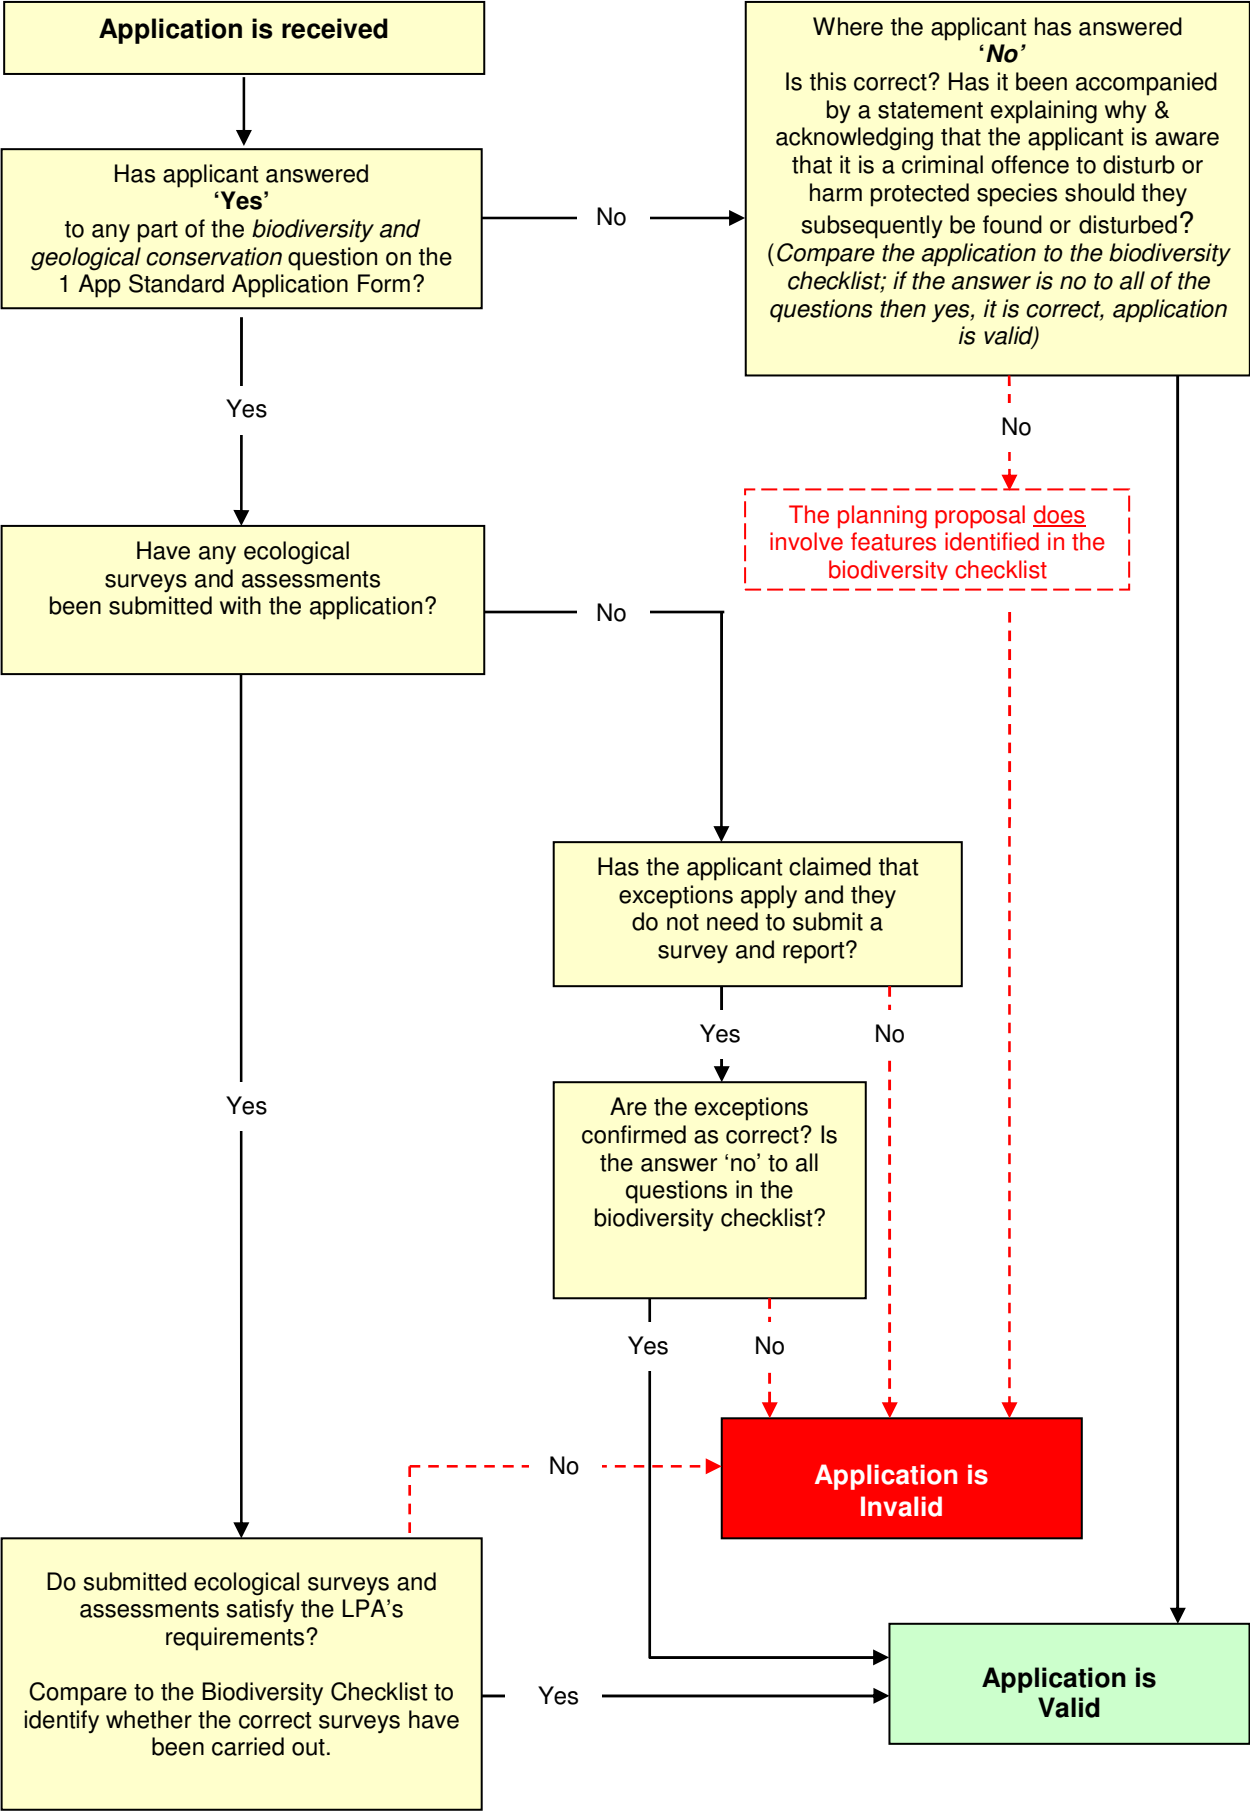 Application is received
Has applicant answered
‘Yes’
to any part of the biodiversity and
geological conservation question on the
1 App Standard Application Form?
No
Where the applicant has answered
‘No’
Is this correct? Has it been accompanied
by a statement explaining why &
acknowledging that the applicant is aware
that it is a criminal offence to disturb or
harm protected species should they
subsequently be found or disturbed?
(Compare the application to the biodiversity
checklist; if the answer is no to all of the
questions then yes, it is correct, application
is valid)
Yes
No
The planning proposal does
involve features identified in the
biodiversity checklist
Have any ecological
surveys and assessments
been submitted with the application?
No
Has the applicant claimed that
exceptions apply and they
do not need to submit a
survey and report?
Yes
No
Yes
Are the exceptions
confirmed as correct? Is
the answer ‘no’ to all
questions in the
biodiversity checklist?
Yes
No
No
Application is
Invalid
Do submitted ecological surveys and
assessments satisfy the LPA’s
requirements?
Compare to the Biodiversity Checklist to
identify whether the correct surveys have
been carried out.
Yes
Application is
Valid